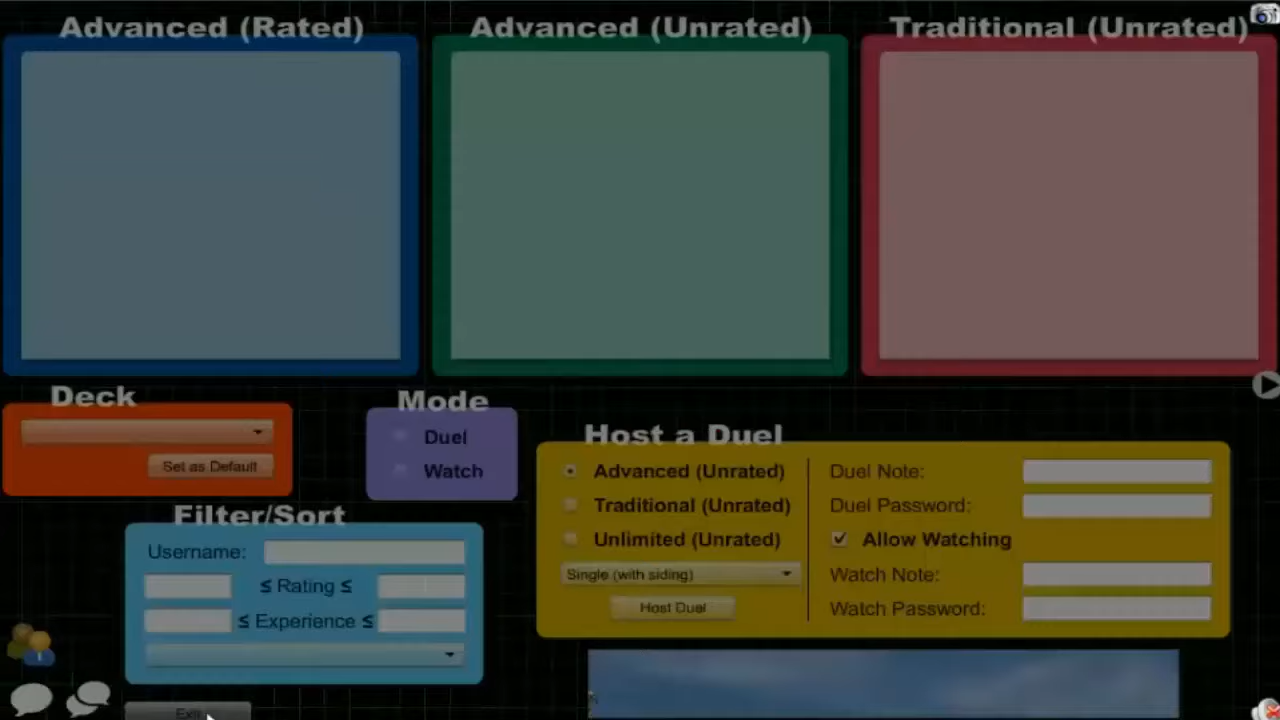 Advanced (Rated)
Advanced (Unrated)
Traditional (Unrated)
Deck
Set as Default
Mode
Duel
Watch
Filter/Sort
Username:
≤ Rating ≤
≤ Experience ≤
Host a Duel
Advanced (Unrated)
Traditional (Unrated)
Unlimited (Unrated)
Single (with siding)
Host Duel
Duel Note:
Duel Password:
Allow Watching
Watch Note:
Watch Password:
Exit